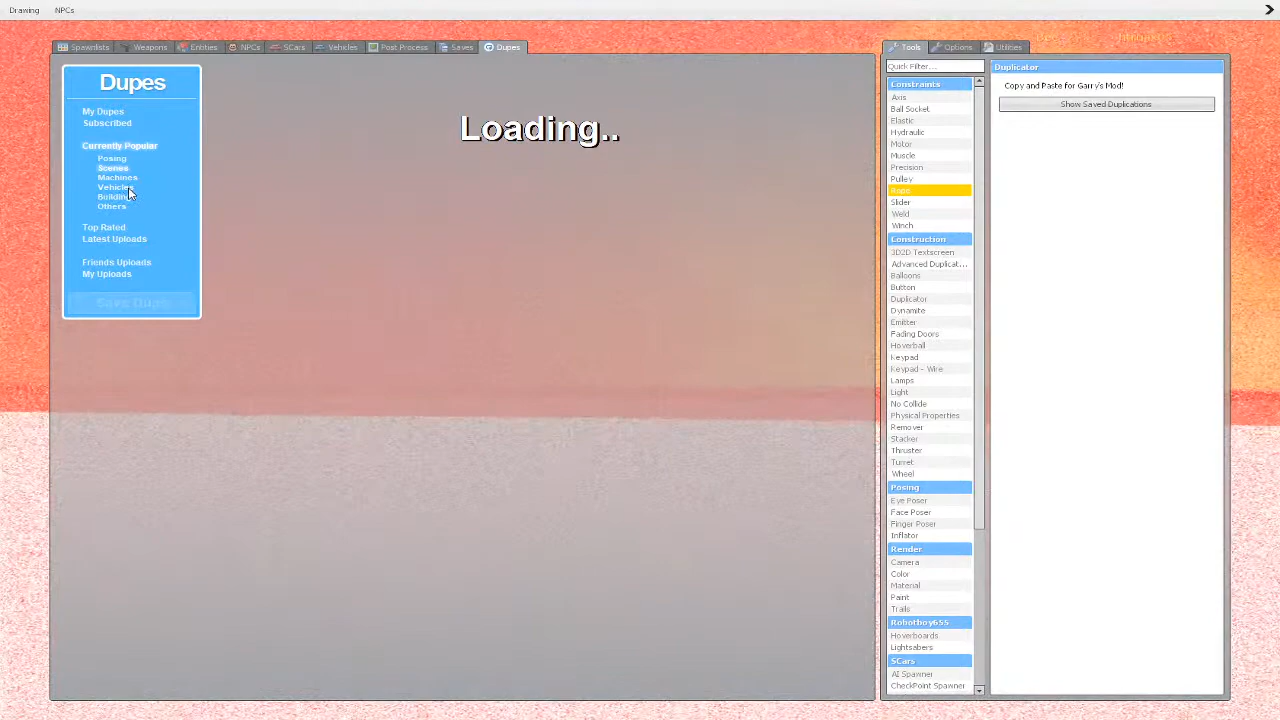 Drawing NPCs
Spawnlists Weapons Entities NPCs SCars Vehicles Post Process Saves Dupes
Dupes
My Dupes
Subscribed
Currently Popular
Posing
Scenes
Machines
Vehicles
Buildings
Others
Top Rated
Latest Uploads
Friends Uploads
My Uploads
Save Dupe
Loading..
Tools Options Utilities
Quick Filter...
Constraints
Axis
Ball Socket
Elastic
Hydraulic
Motor
Muscle
Precision
Pulley
Rope
Slider
Weld
Winch
Construction
3D2D Textscreen
Advanced Duplicat...
Balloons
Button
Duplicator
Dynamite
Emitter
Fading Doors
Hoverball
Keypad
Keypad - Wire
Lamps
Light
No Collide
Physical Properties
Remover
Stacker
Thruster
Turret
Wheel
Posing
Eye Poser
Face Poser
Finger Poser
Inflator
Render
Camera
Color
Material
Paint
Trails
Robotboy655
Hoverboards
Lightsabers
SCars
AI Spawner
CheckPoint Spawner
Duplicator
Copy and Paste for Garry's Mod!
Show Saved Duplications